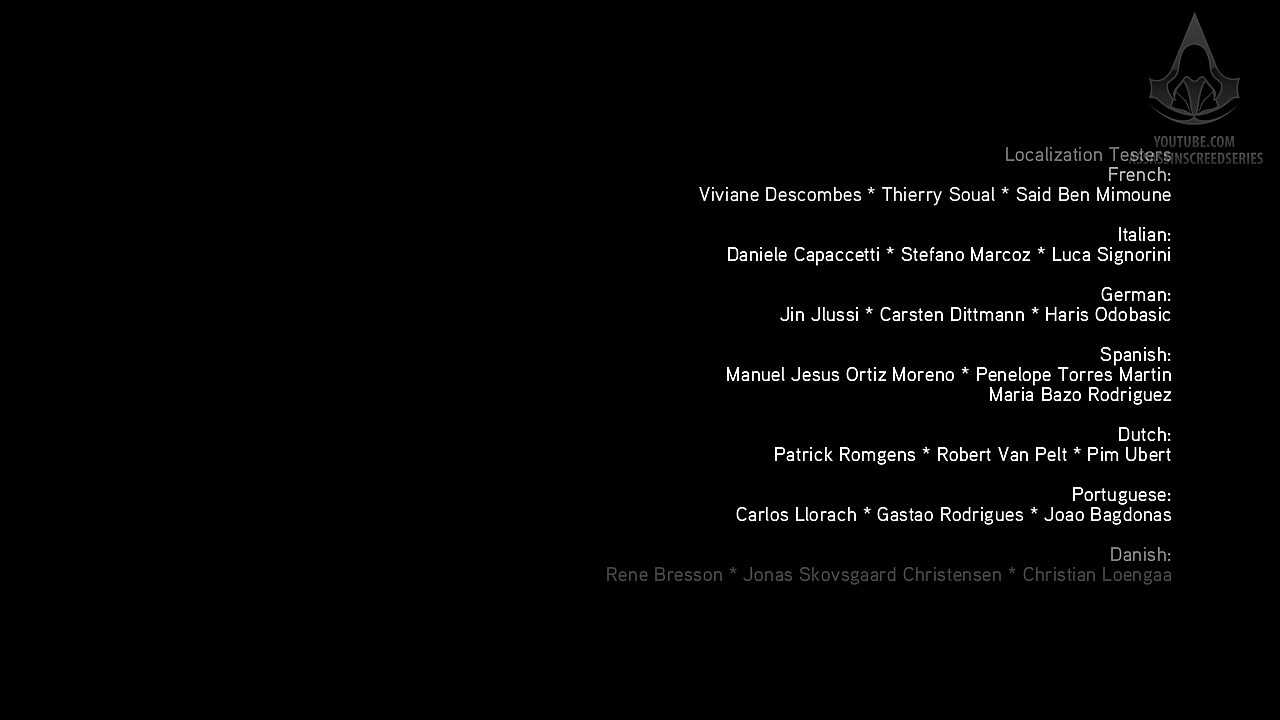 YOUTUBE.COM
ASSASSINSCREEDSERIES
Localization Testers
French:
Viviane Descombes * Thierry Soual * Said Ben Mimoune
Italian:
Daniele Capaccetti * Stefano Marcoz * Luca Signorini
German:
Jin Jlussi * Carsten Dittmann * Haris Odobasic
Spanish:
Manuel Jesus Ortiz Moreno * Penelope Torres Martin
Maria Bazo Rodriguez
Dutch:
Patrick Romgens * Robert Van Pelt * Pim Ubert
Portuguese:
Carlos Llorach * Gastao Rodrigues * Joao Bagdonas
Danish:
Rene Bresson * Jonas Skovsgaard Christensen * Christian Loengaa